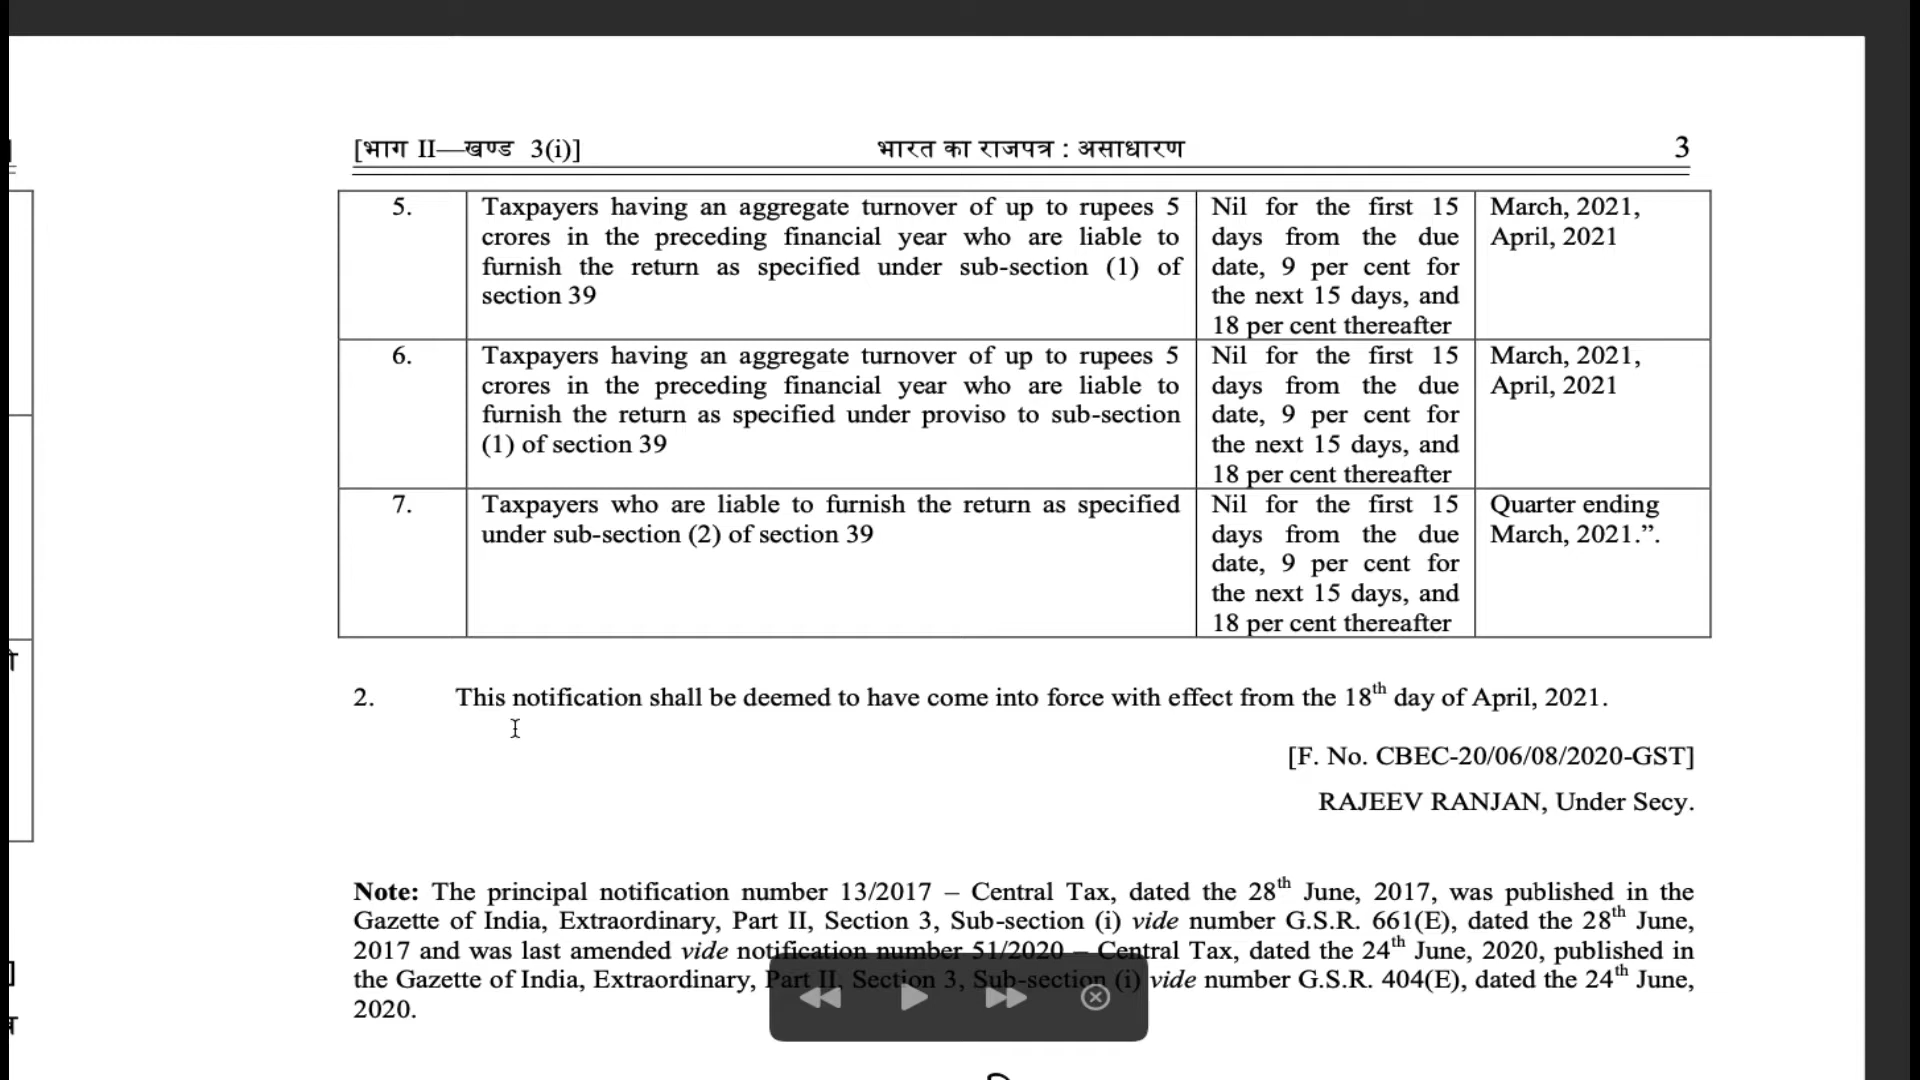 [भाग II—खण्ड 3(i)] भारत का राजपत्र : असाधारण 3
5. Taxpayers having an aggregate turnover of up to rupees 5 crores in the preceding financial year who are liable to furnish the return as specified under sub-section (1) of section 39
Nil for the first 15 days from the due date, 9 per cent for the next 15 days, and 18 per cent thereafter
March, 2021, April, 2021
6. Taxpayers having an aggregate turnover of up to rupees 5 crores in the preceding financial year who are liable to furnish the return as specified under proviso to sub-section (1) of section 39
Nil for the first 15 days from the due date, 9 per cent for the next 15 days, and 18 per cent thereafter
March, 2021, April, 2021
7. Taxpayers who are liable to furnish the return as specified under sub-section (2) of section 39
Nil for the first 15 days from the due date, 9 per cent for the next 15 days, and 18 per cent thereafter
Quarter ending March, 2021.”.
2. This notification shall be deemed to have come into force with effect from the 18th day of April, 2021.
[F. No. CBEC-20/06/08/2020-GST]
RAJEEV RANJAN, Under Secy.
Note: The principal notification number 13/2017 – Central Tax, dated the 28th June, 2017, was published in the
Gazette of India, Extraordinary, Part II, Section 3, Sub-section (i) vide number G.S.R. 661(E), dated the 28th June,
2017 and was last amended vide notification number 51/2020 – Central Tax, dated the 24th June, 2020, published in
the Gazette of India, Extraordinary, Part II, Section 3, Sub-section (i) vide number G.S.R. 404(E), dated the 24th June,
2020.